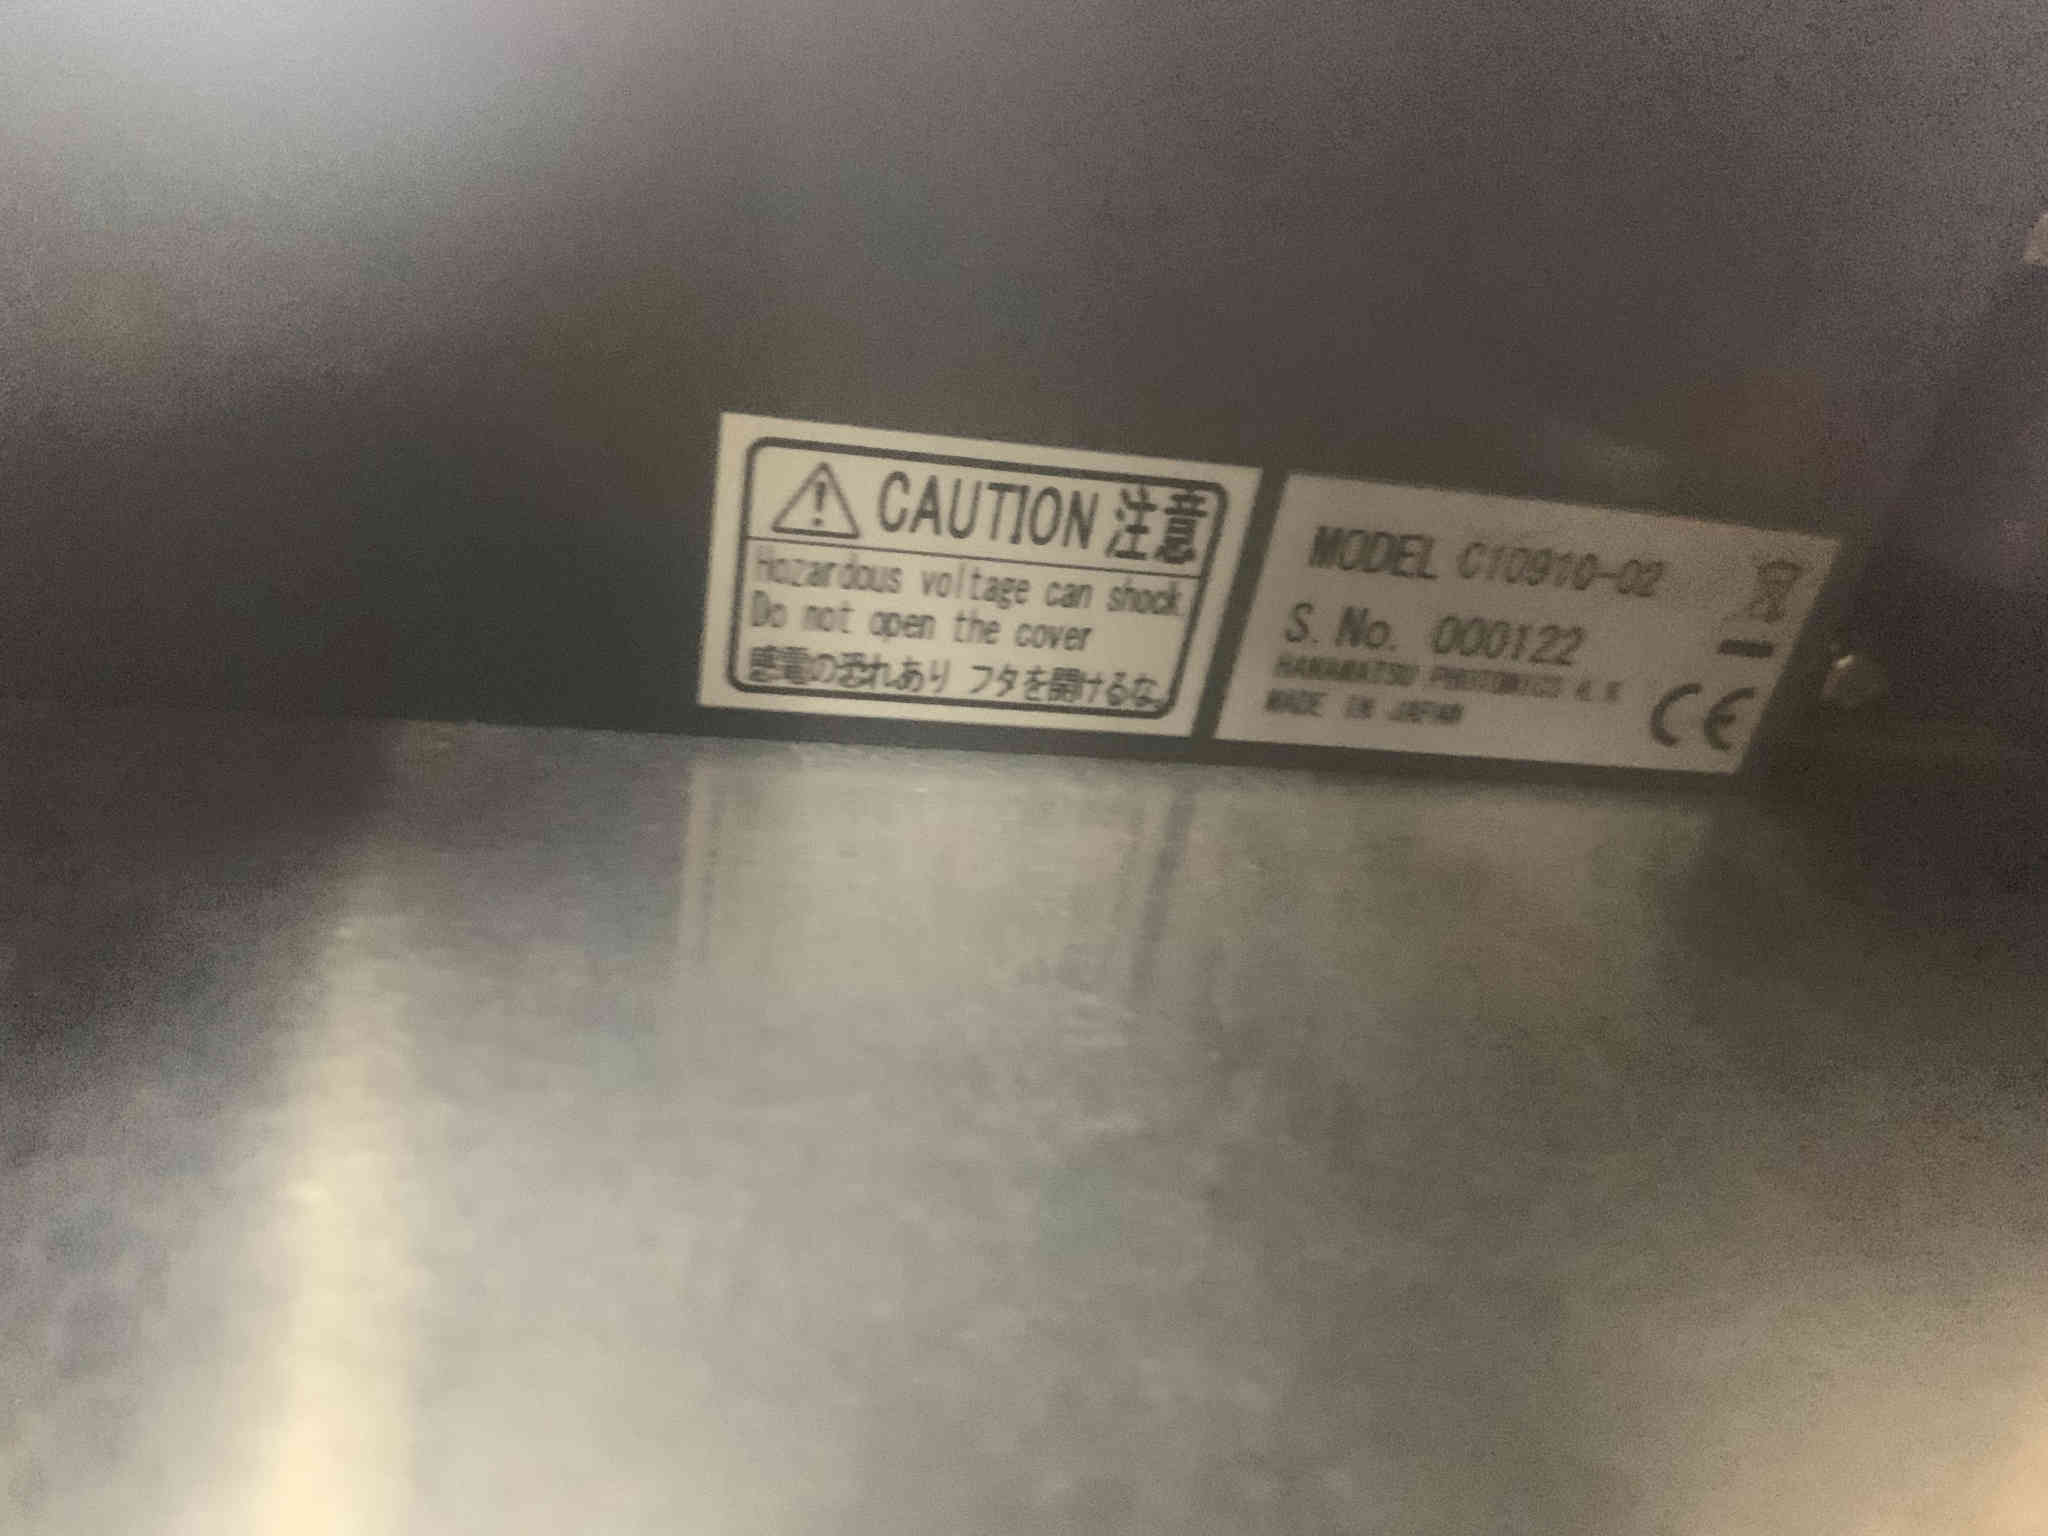 CAUTION 注意
Hazardous voltage can shock.
Do not open the cover
感電の恐れあり フタを開けるな。
MODEL C10910-02
S. No. 000122
HAMAMATSU PHOTONICS K.K
MADE IN JAPAN
CE